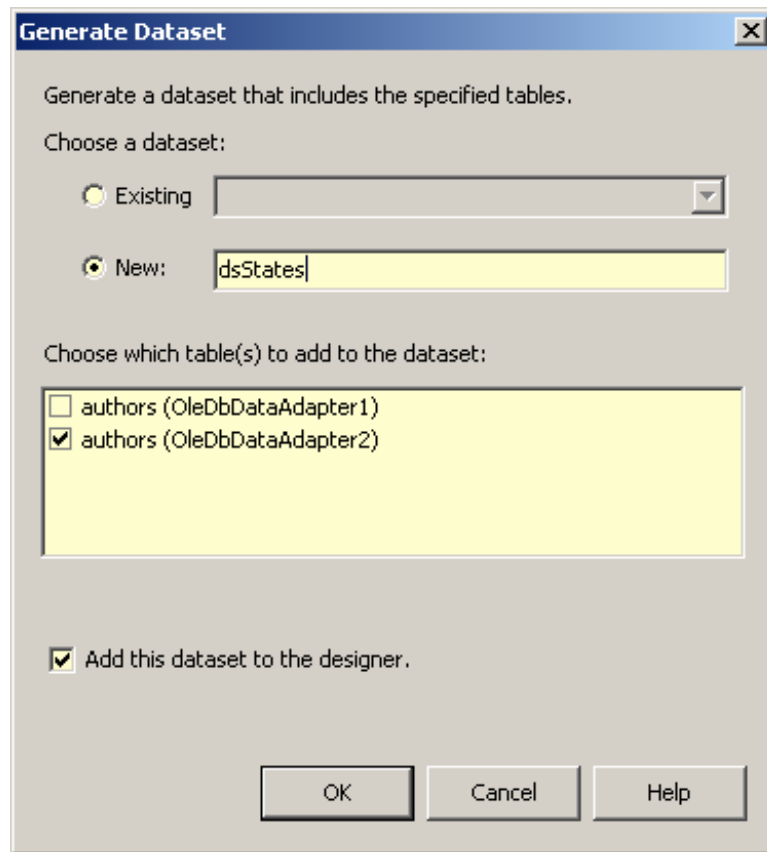 Generate Dataset
Generate a dataset that includes the specified tables.
Choose a dataset:
Existing
New: dsStates
Choose which table(s) to add to the dataset:
authors (OleDbDataAdapter1)
authors (OleDbDataAdapter2)
Add this dataset to the designer.
OK Cancel Help